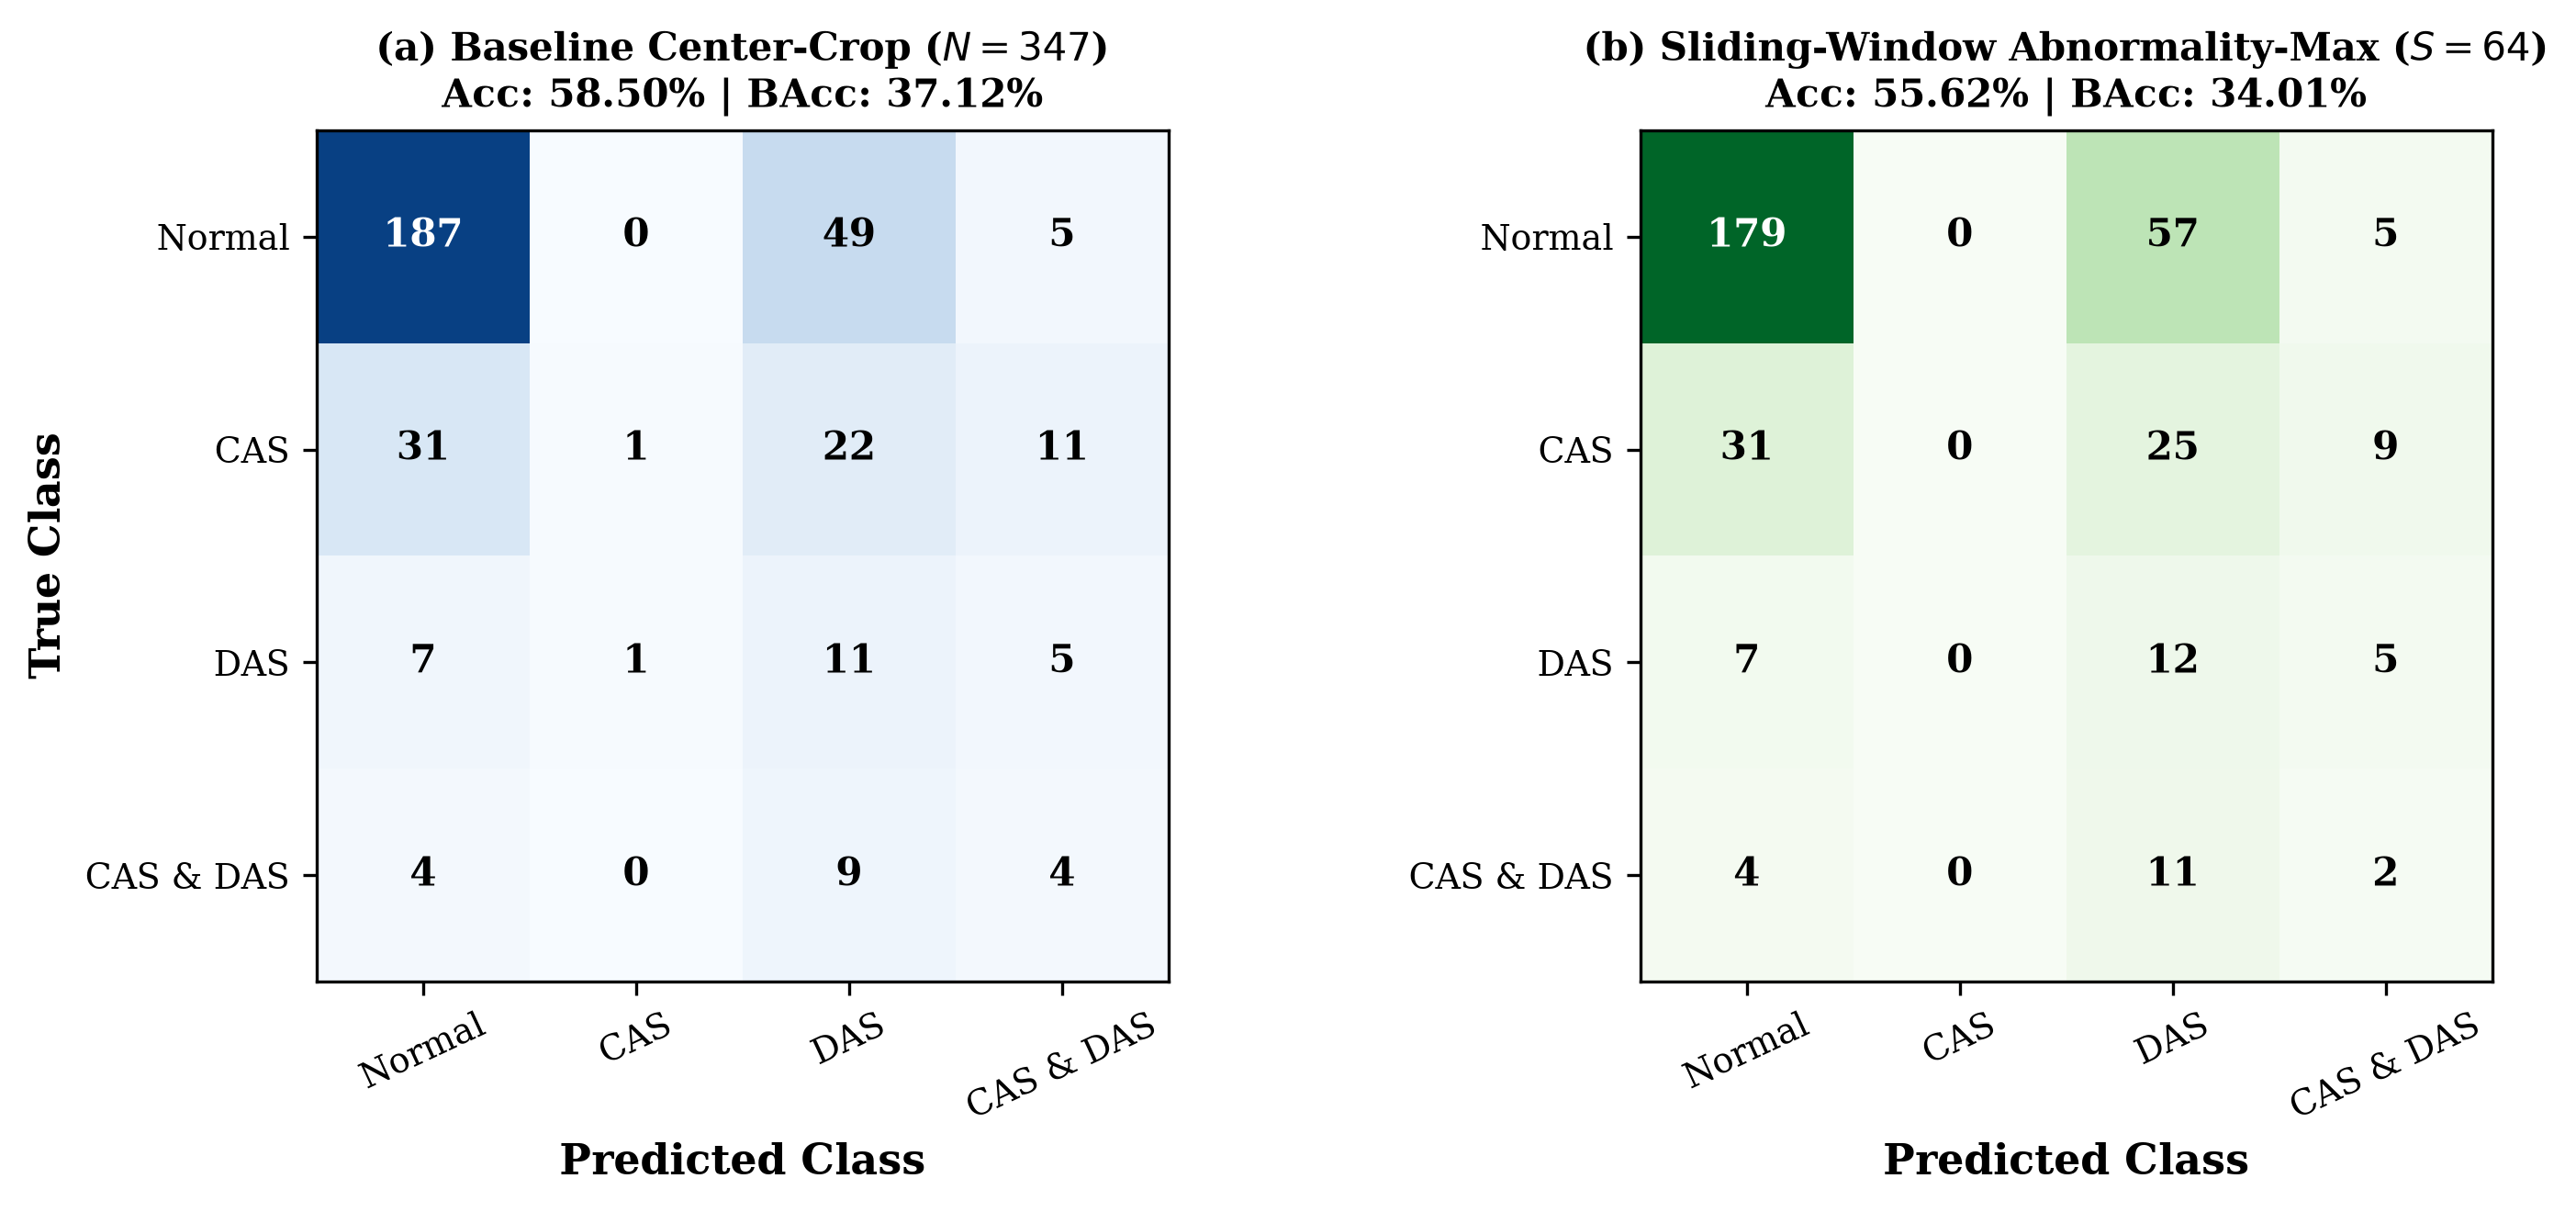 (a) Baseline Center-Crop (N = 347)
Acc: 58.50% | BAcc: 37.12%
True Class
Normal 187 0 49 5
CAS 31 1 22 11
DAS 7 1 11 5
CAS & DAS 4 0 9 4
Normal CAS DAS CAS & DAS
Predicted Class
(b) Sliding-Window Abnormality-Max (S = 64)
Acc: 55.62% | BAcc: 34.01%
Normal 179 0 57 5
CAS 31 0 25 9
DAS 7 0 12 5
CAS & DAS 4 0 11 2
Normal CAS DAS CAS & DAS
Predicted Class